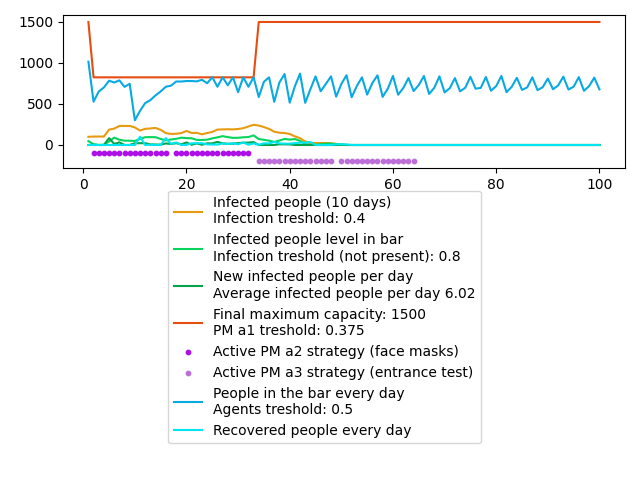 1500
1000
500
0
0
20
40
60
80
100
Infected people (10 days)
Infection treshold: 0.4
Infected people level in bar
Infection treshold (not present): 0.8
New infected people per day
Average infected people per day 6.02
Final maximum capacity: 1500
PM a1 treshold: 0.375
Active PM a2 strategy (face masks)
Active PM a3 strategy (entrance test)
People in the bar every day
Agents treshold: 0.5
Recovered people every day